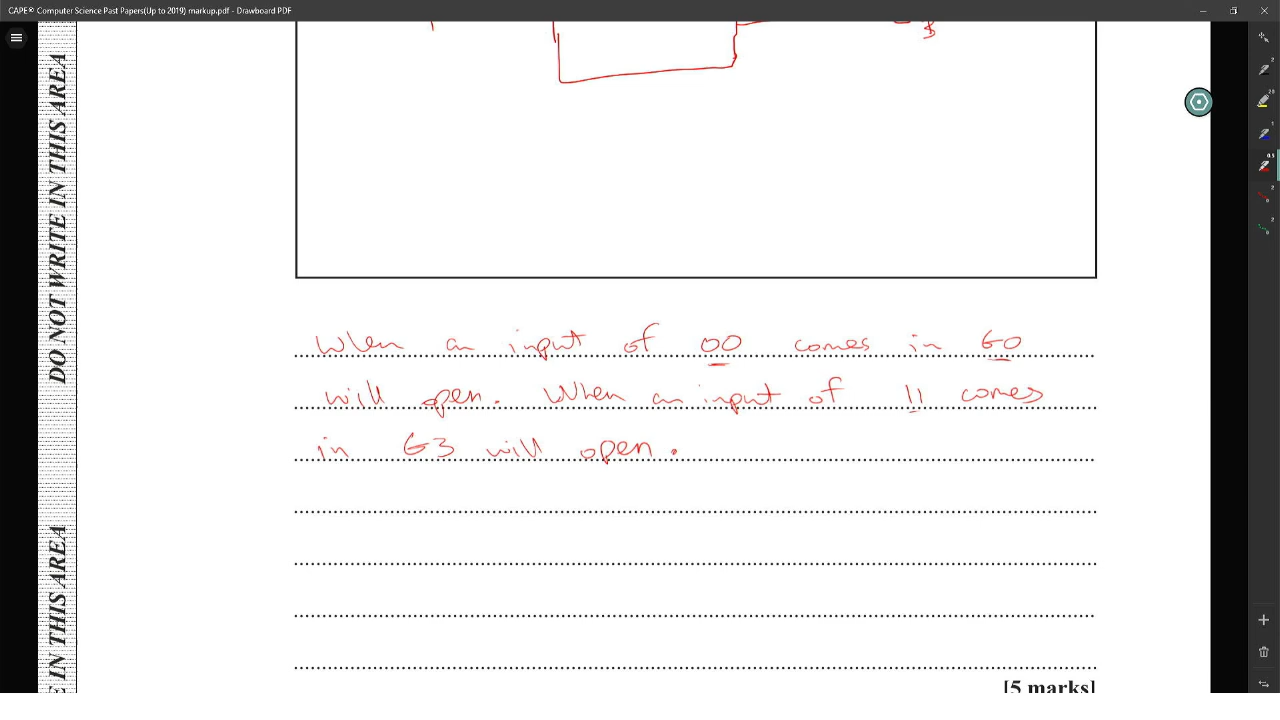 CAPE® Computer Science Past Papers(Up to 2019) markup.pdf - Drawboard PDF
DO NOT WRITE IN THIS AREA
3
When an input of 00 comes in G0
will open. When an input of 11 comes
in G3 will open.
E IN THIS AREA
[5 marks]